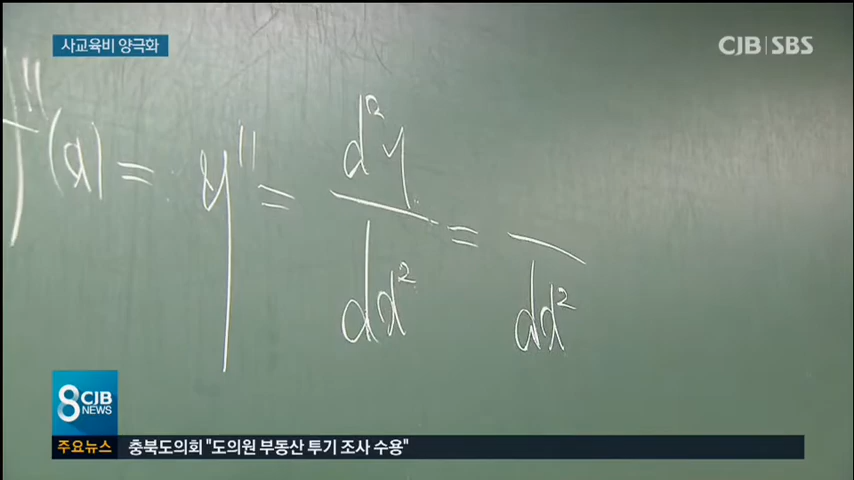 사교육비 양극화
CJB|SBS
f''(x) = y'' = d²y/dx² = /dx²
8 CJB NEWS
주요뉴스 충북도의회 "도의원 부동산 투기 조사 수용"